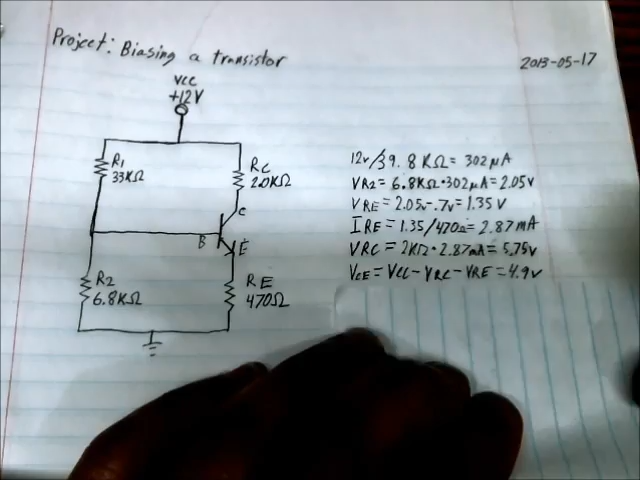 Project: Biasing a transistor
2013-05-17
VCC
+12V
R1
33KΩ
RC
2.0KΩ
C
B
E
R2
6.8KΩ
RE
470Ω
12v/39.8KΩ = 302µA
VR2 = 6.8KΩ·302µA = 2.05v
VRE = 2.05v-.7v = 1.35V
IRE = 1.35/470Ω = 2.87mA
VRC = 2KΩ·2.87mA = 5.75v
VCE = VCC-VRC-VRE = 4.9v